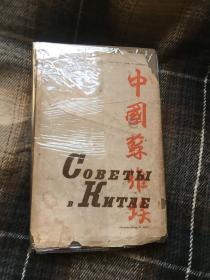 中國蘇維埃
Советы
в Китае